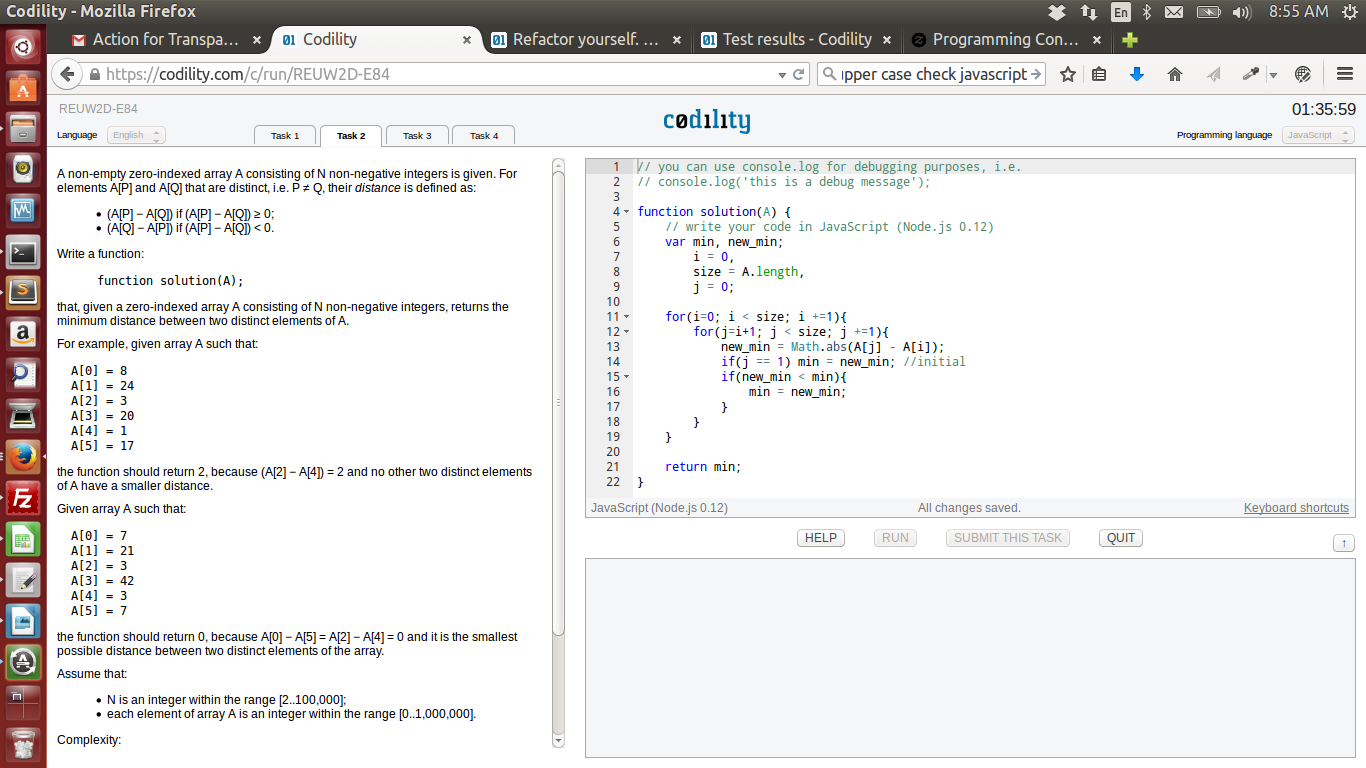 Codility - Mozilla Firefox
En
8:55 AM
Action for Transpa... ×
Codility ×
Refactor yourself. ... ×
Test results - Codility ×
Programming Con... ×
https://codility.com/c/run/REUW2D-E84
upper case check javascript
REUW2D-E84
codility
01:35:59
Language English
Task 1
Task 2
Task 3
Task 4
Programming language JavaScript
A non-empty zero-indexed array A consisting of N non-negative integers is given. For
elements A[P] and A[Q] that are distinct, i.e. P ≠ Q, their distance is defined as:
• (A[P] − A[Q]) if (A[P] − A[Q]) ≥ 0;
• (A[Q] − A[P]) if (A[P] − A[Q]) < 0.
Write a function:
function solution(A);
that, given a zero-indexed array A consisting of N non-negative integers, returns the
minimum distance between two distinct elements of A.
For example, given array A such that:
A[0] = 8
A[1] = 24
A[2] = 3
A[3] = 20
A[4] = 1
A[5] = 17
the function should return 2, because (A[2] − A[4]) = 2 and no other two distinct elements
of A have a smaller distance.
Given array A such that:
A[0] = 7
A[1] = 21
A[2] = 3
A[3] = 42
A[4] = 3
A[5] = 7
the function should return 0, because A[0] − A[5] = A[2] − A[4] = 0 and it is the smallest
possible distance between two distinct elements of the array.
Assume that:
• N is an integer within the range [2..100,000];
• each element of array A is an integer within the range [0..1,000,000].
Complexity:
1 // you can use console.log for debugging purposes, i.e.
2 // console.log('this is a debug message');
3
4 function solution(A) {
5 // write your code in JavaScript (Node.js 0.12)
6 var min, new_min;
7 i = 0,
8 size = A.length,
9 j = 0;
10
11 for(i=0; i < size; i +=1){
12 for(j=i+1; j < size; j +=1){
13 new_min = Math.abs(A[j] - A[i]);
14 if(j == 1) min = new_min; //initial
15 if(new_min < min){
16 min = new_min;
17 }
18 }
19 }
20
21 return min;
22 }
JavaScript (Node.js 0.12)
All changes saved.
Keyboard shortcuts
HELP
RUN
SUBMIT THIS TASK
QUIT
↑